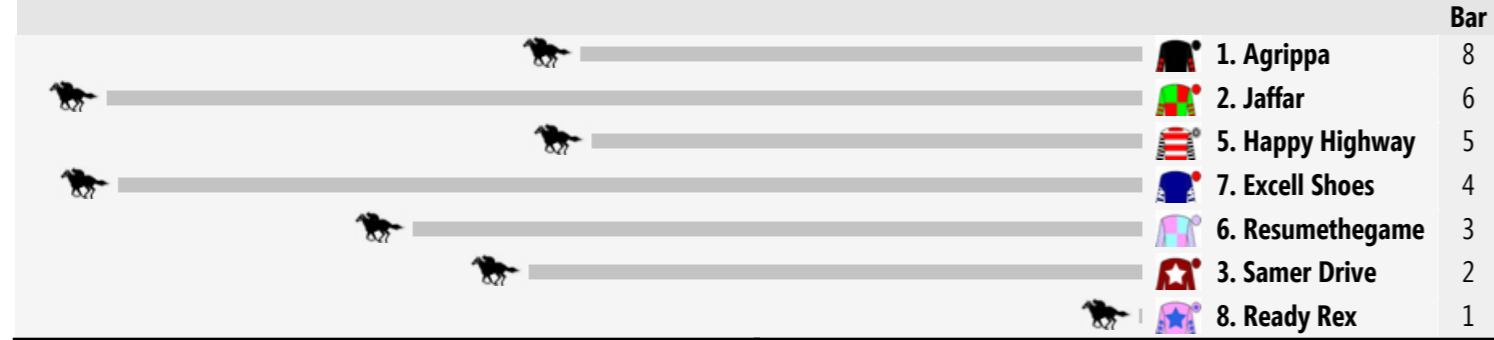 Bar
1. Agrippa 8
2. Jaffar 6
5. Happy Highway 5
7. Excell Shoes 4
6. Resumethegame 3
3. Samer Drive 2
8. Ready Rex 1